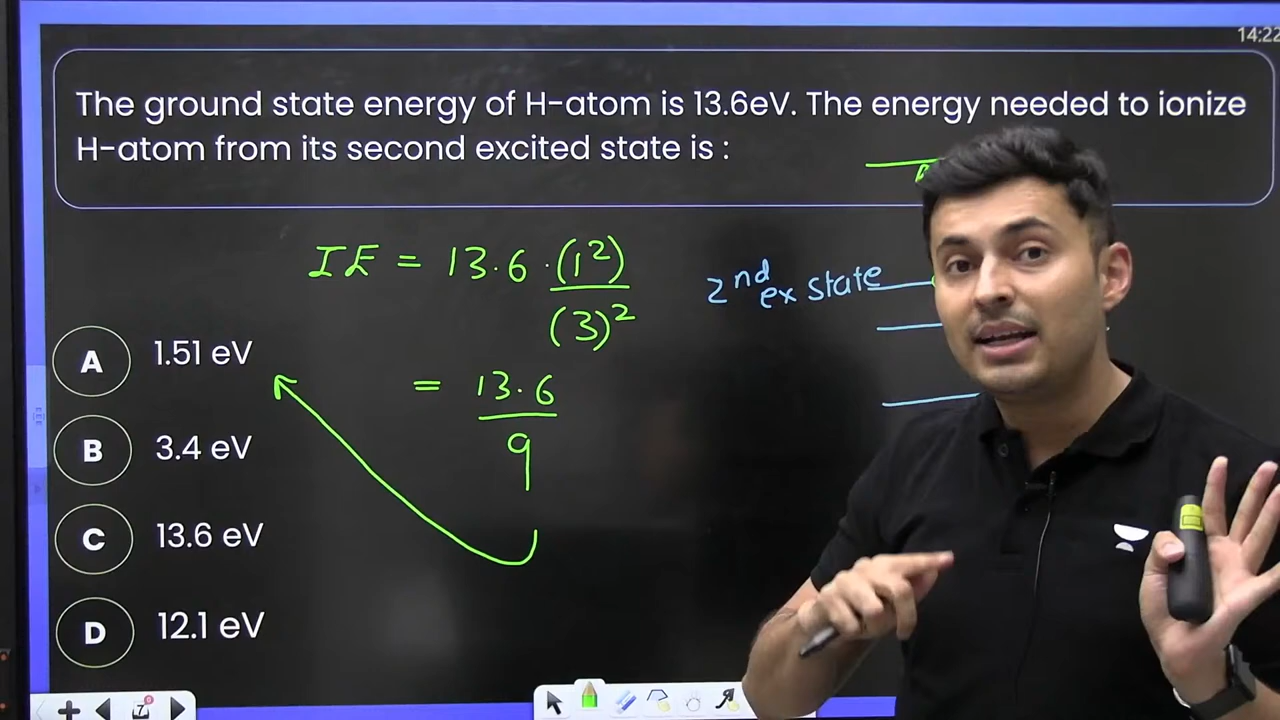 14:22
The ground state energy of H-atom is 13.6eV. The energy needed to ionize
H-atom from its second excited state is :
IE = 13.6 . (1²)
(3)²
2nd
ex state
A 1.51 eV
= 13.6
9
B 3.4 eV
C 13.6 eV
D 12.1 eV